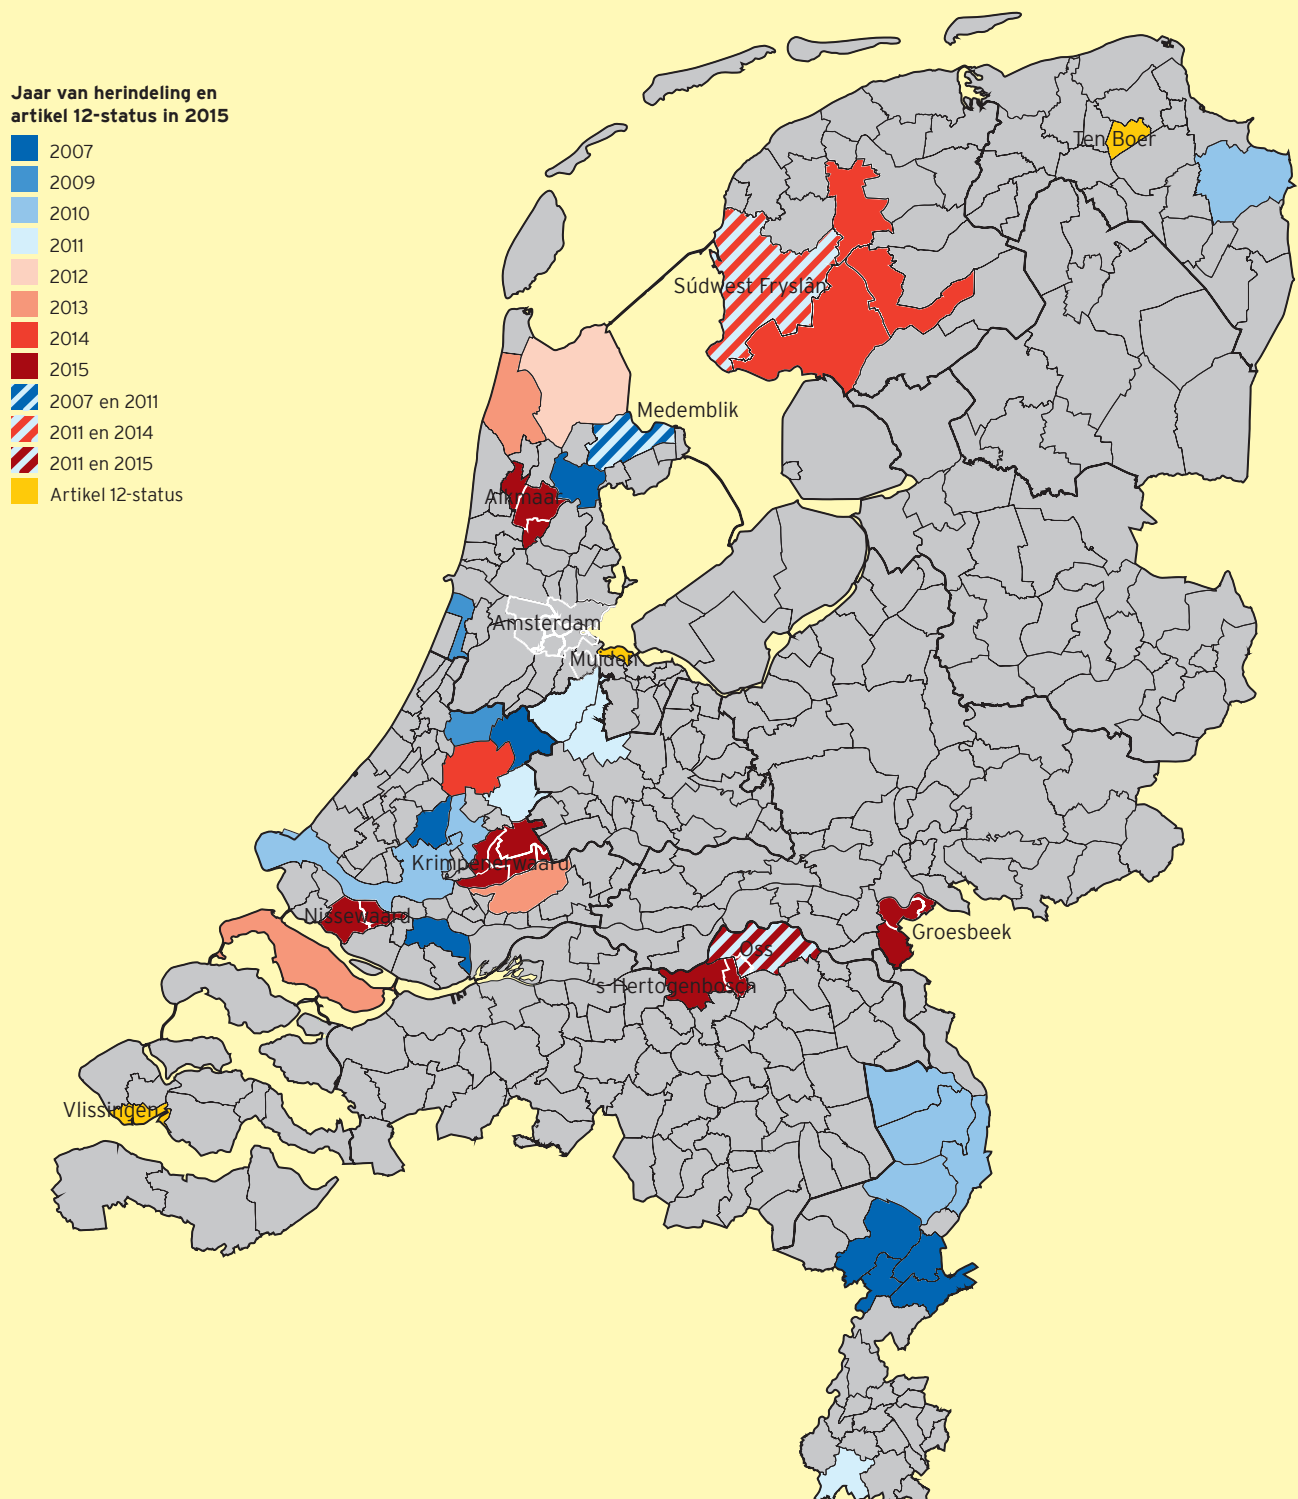 Jaar van herindeling en
artikel 12-status in 2015
2007
2009
2010
2011
2012
2013
2014
2015
2007 en 2011
2011 en 2014
2011 en 2015
Artikel 12-status
Ten Boer
Súdwest Fryslân
Medemblik
Alkmaar
Amsterdam
Muiden
Krimpenerwaard
Nissewaard
Groesbeek
Oss
's-Hertogenbosch
Vlissingen